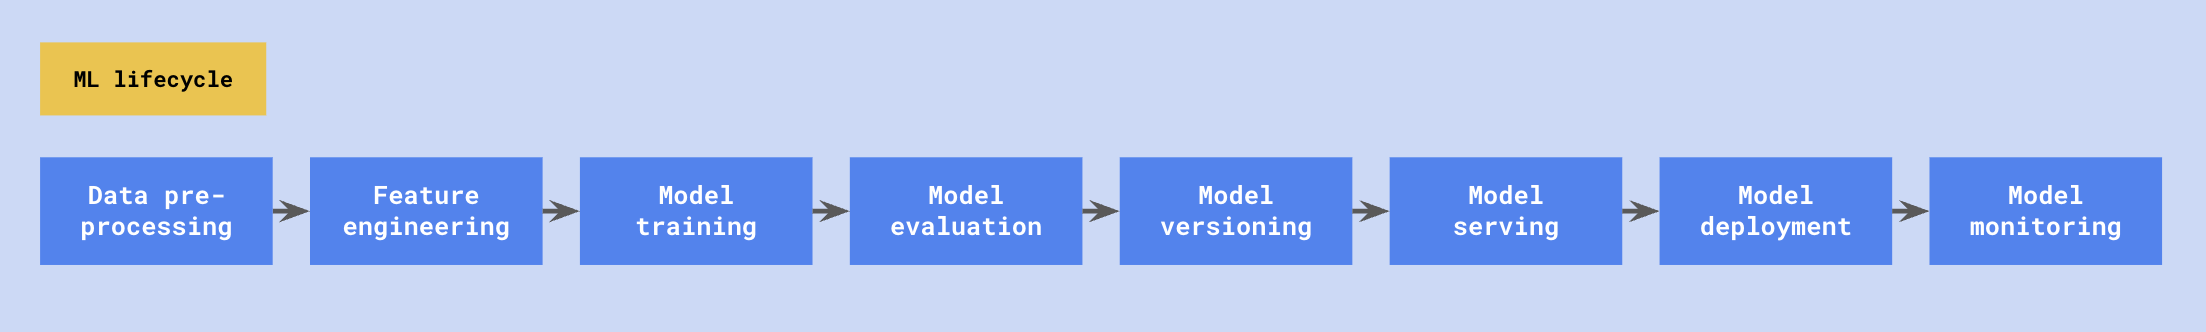 ML lifecycle
Data pre-
processing
Feature
engineering
Model
training
Model
evaluation
Model
versioning
Model
serving
Model
deployment
Model
monitoring